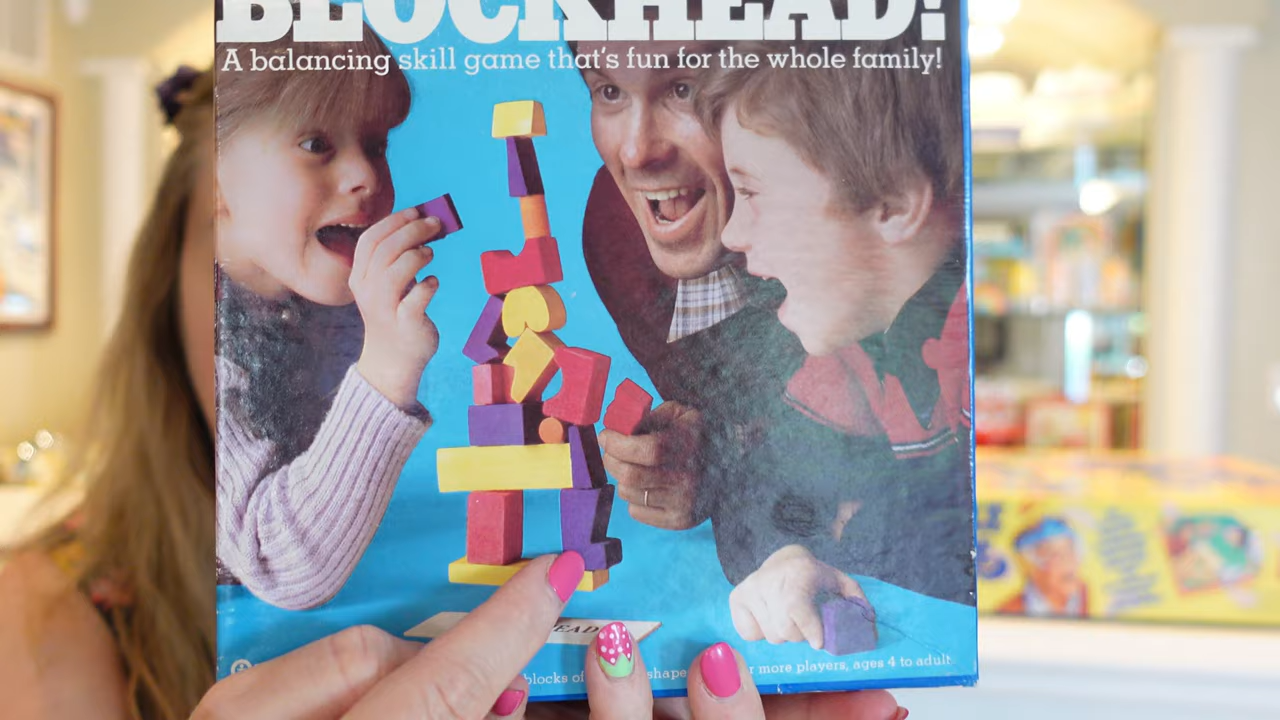 BLOCKHEAD!
A balancing skill game that's fun for the whole family!
EAD
blocks of shape r more players, ages 4 to adult